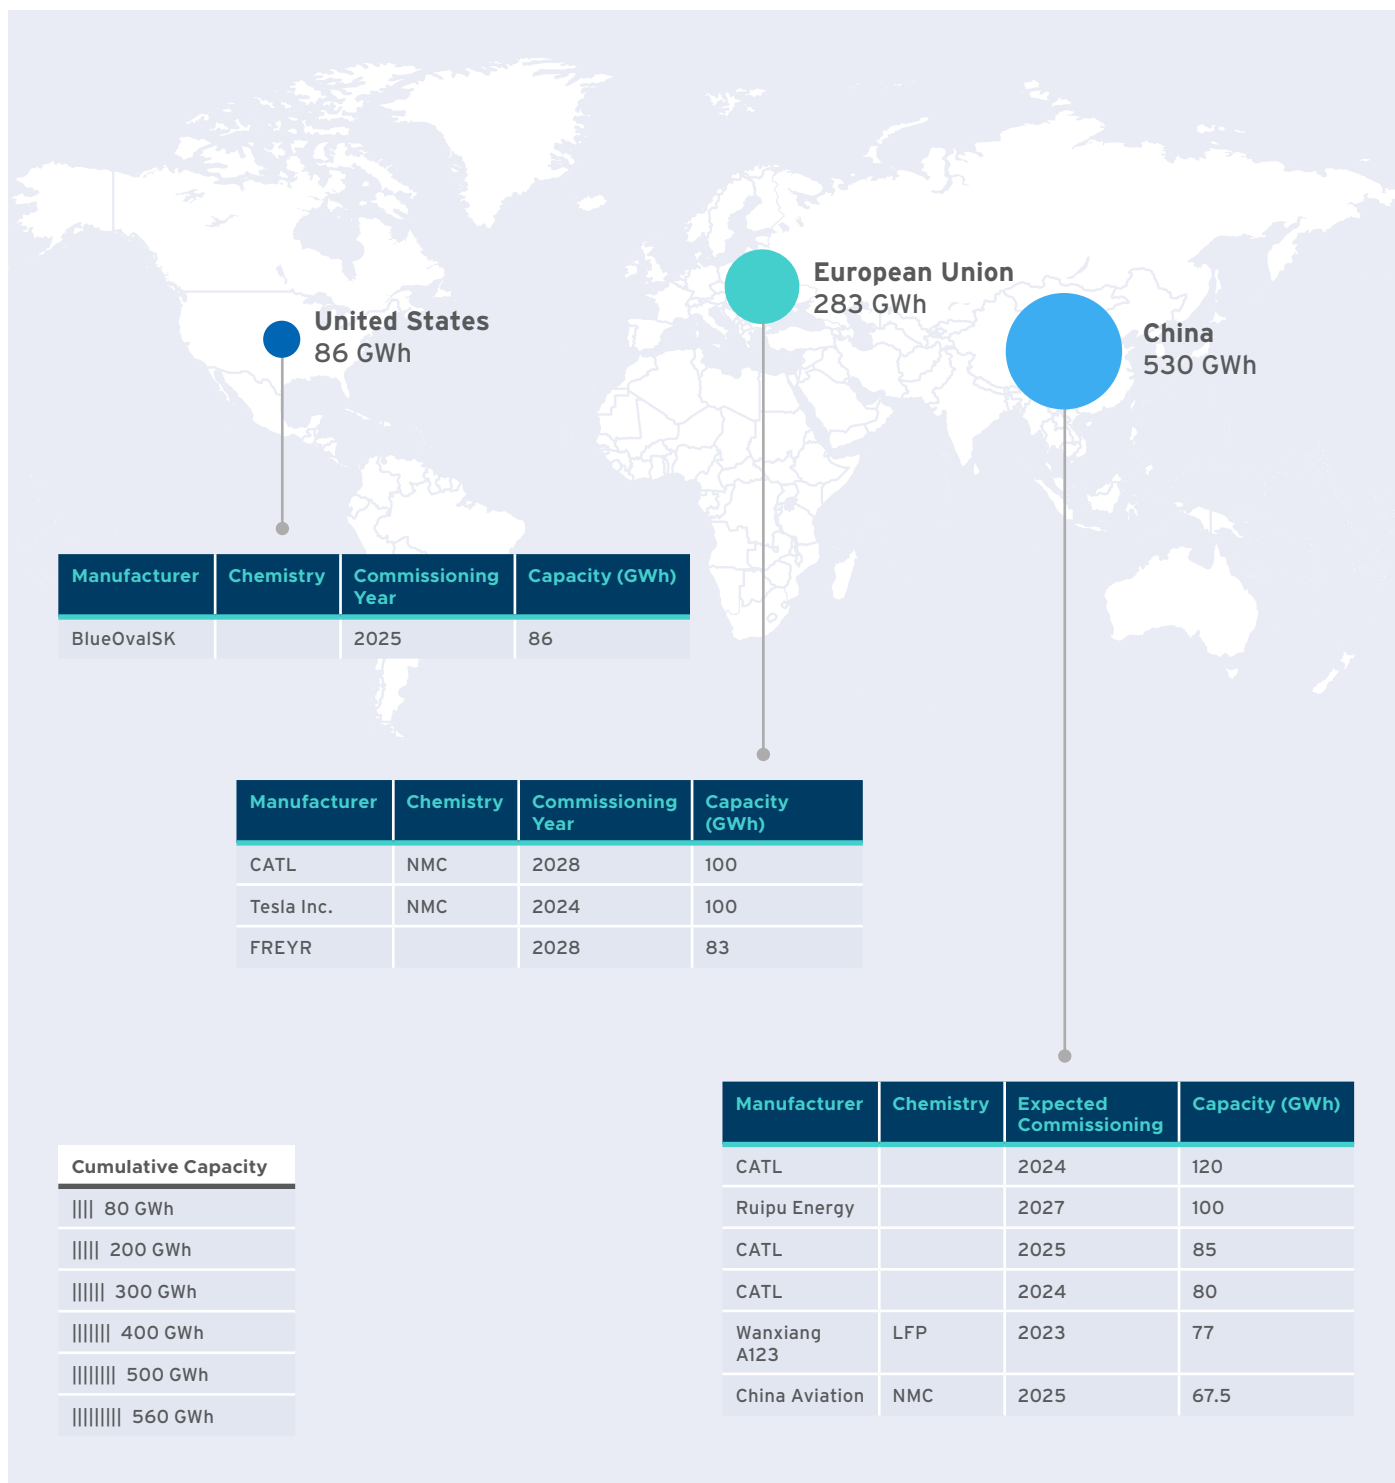 European Union
283 GWh
United States
86 GWh
China
530 GWh
Manufacturer Chemistry Commissioning Year Capacity (GWh)
BlueOvalSK 2025 86
Manufacturer Chemistry Commissioning Year Capacity (GWh)
CATL NMC 2028 100
Tesla Inc. NMC 2024 100
FREYR 2028 83
Manufacturer Chemistry Expected Commissioning Capacity (GWh)
CATL 2024 120
Ruipu Energy 2027 100
CATL 2025 85
CATL 2024 80
Wanxiang A123 LFP 2023 77
China Aviation NMC 2025 67.5
Cumulative Capacity
|||| 80 GWh
||||| 200 GWh
|||||| 300 GWh
||||||| 400 GWh
|||||||| 500 GWh
||||||||| 560 GWh